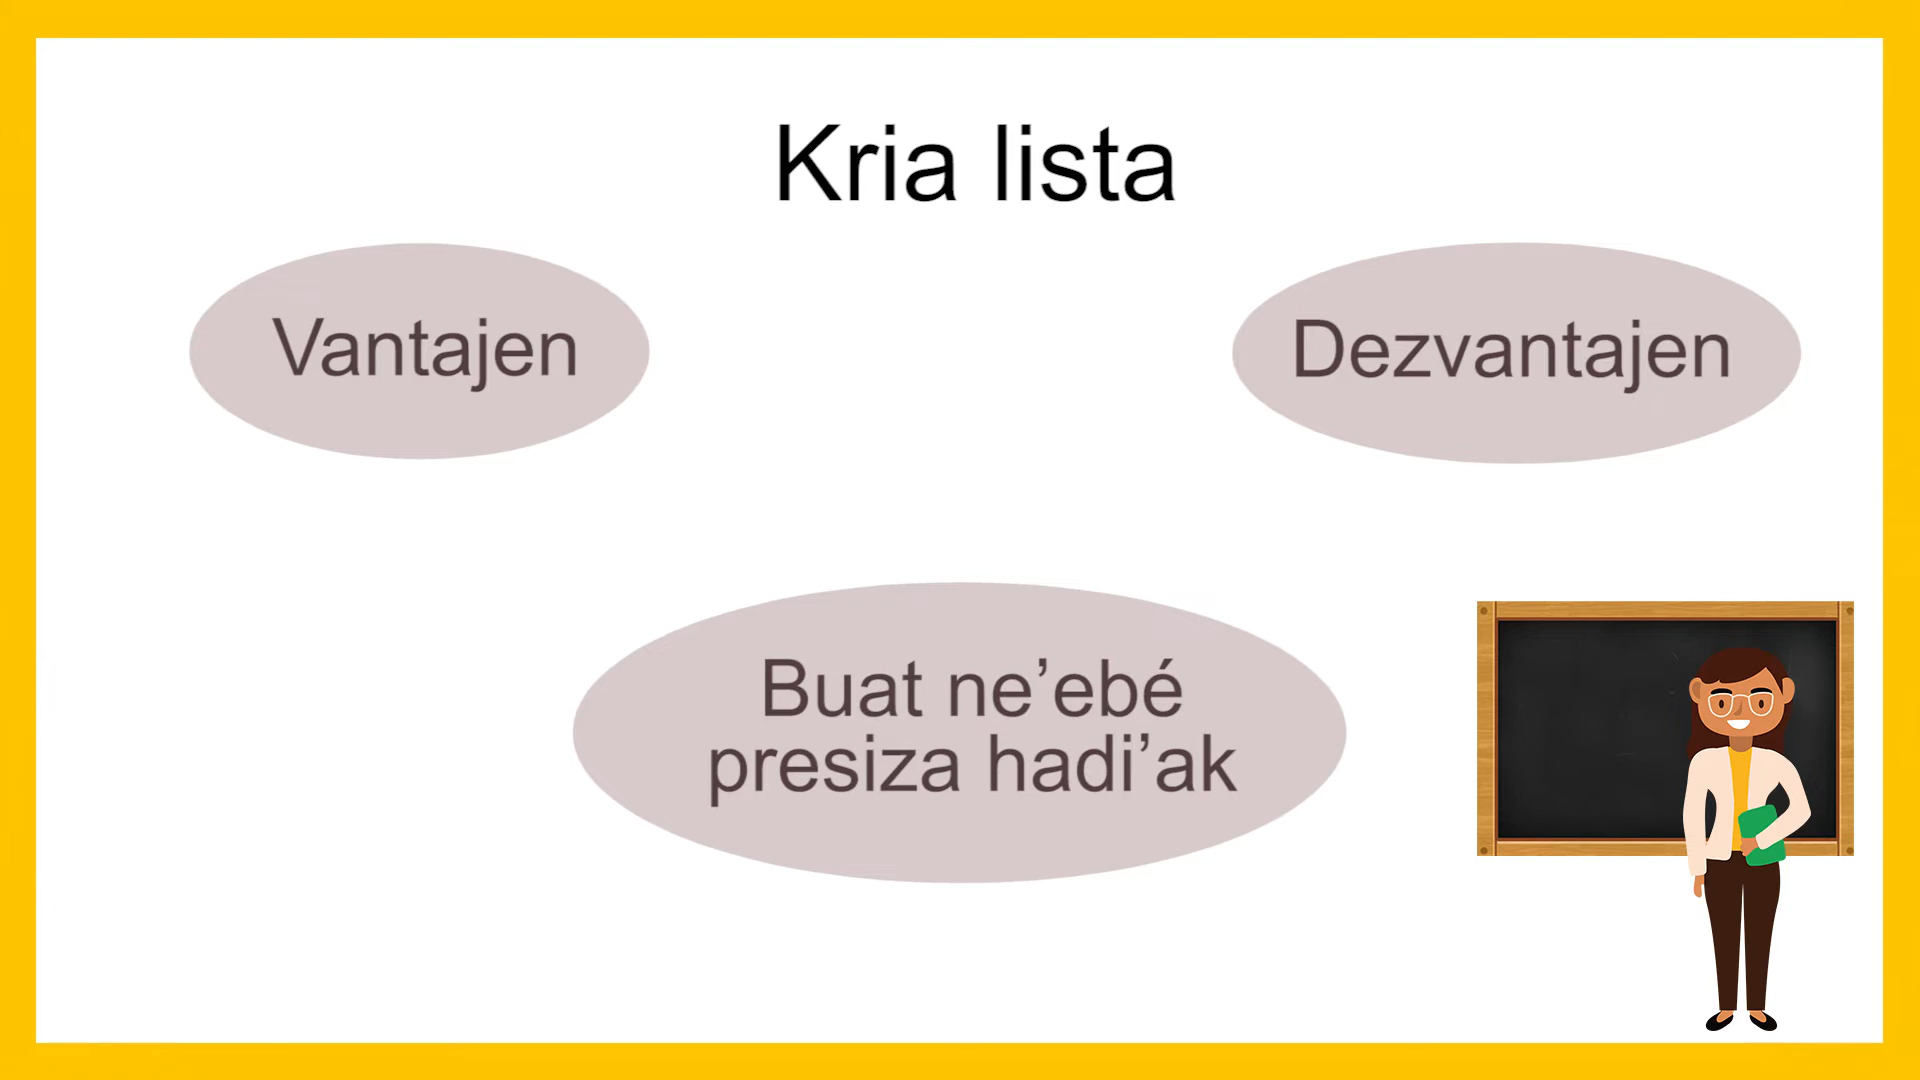 Kria lista
Vantajen
Dezvantajen
Buat ne’ebé
presiza hadi’ak